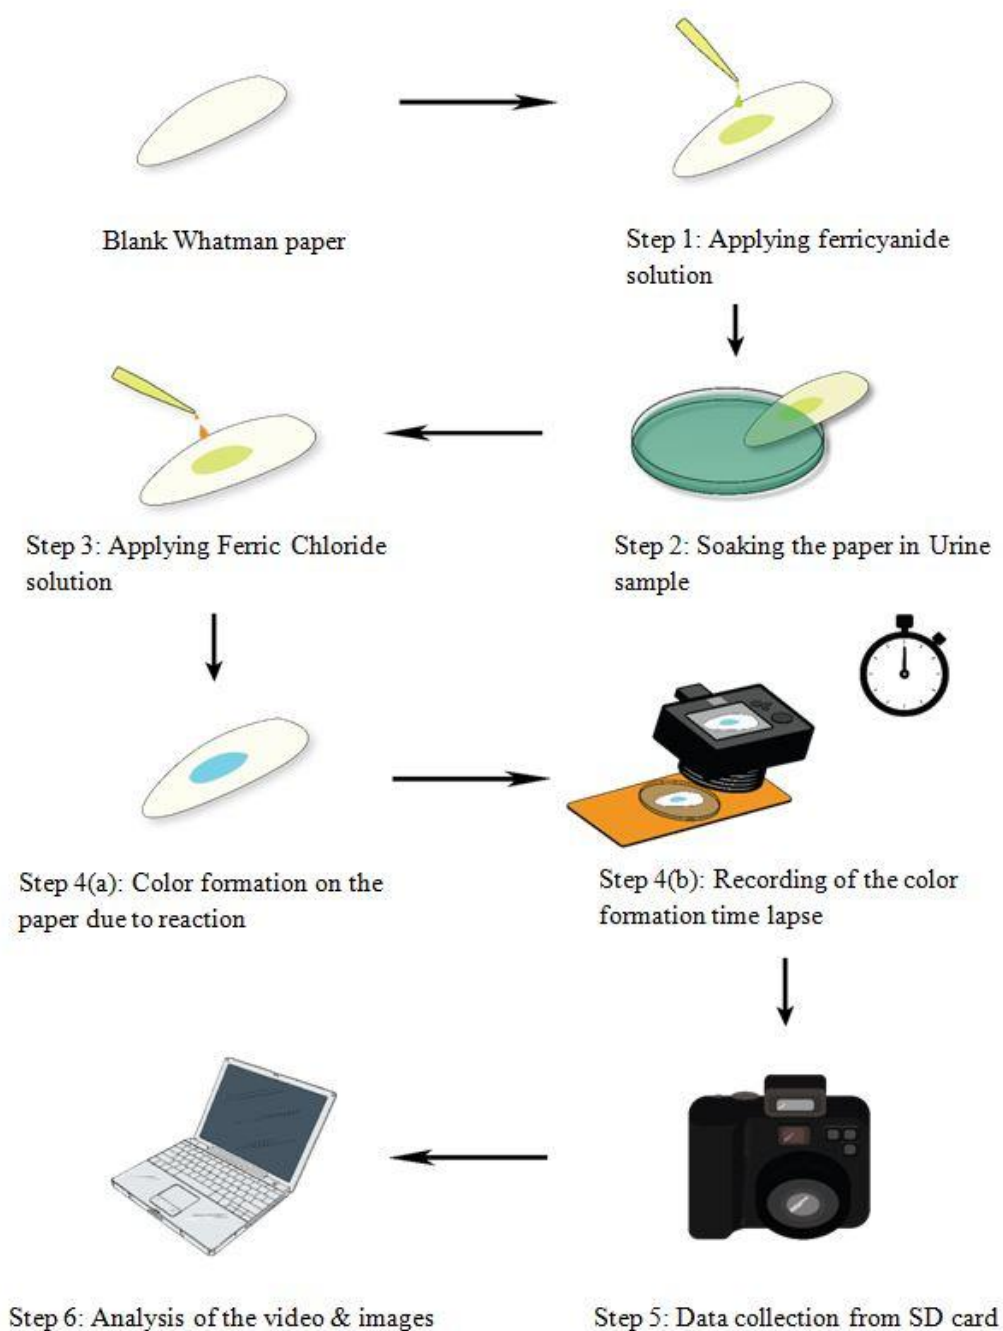 Blank Whatman paper
Step 1: Applying ferricyanide
solution
Step 3: Applying Ferric Chloride
solution
Step 2: Soaking the paper in Urine
sample
Step 4(a): Color formation on the
paper due to reaction
Step 4(b): Recording of the color
formation time lapse
Step 6: Analysis of the video & images
Step 5: Data collection from SD card